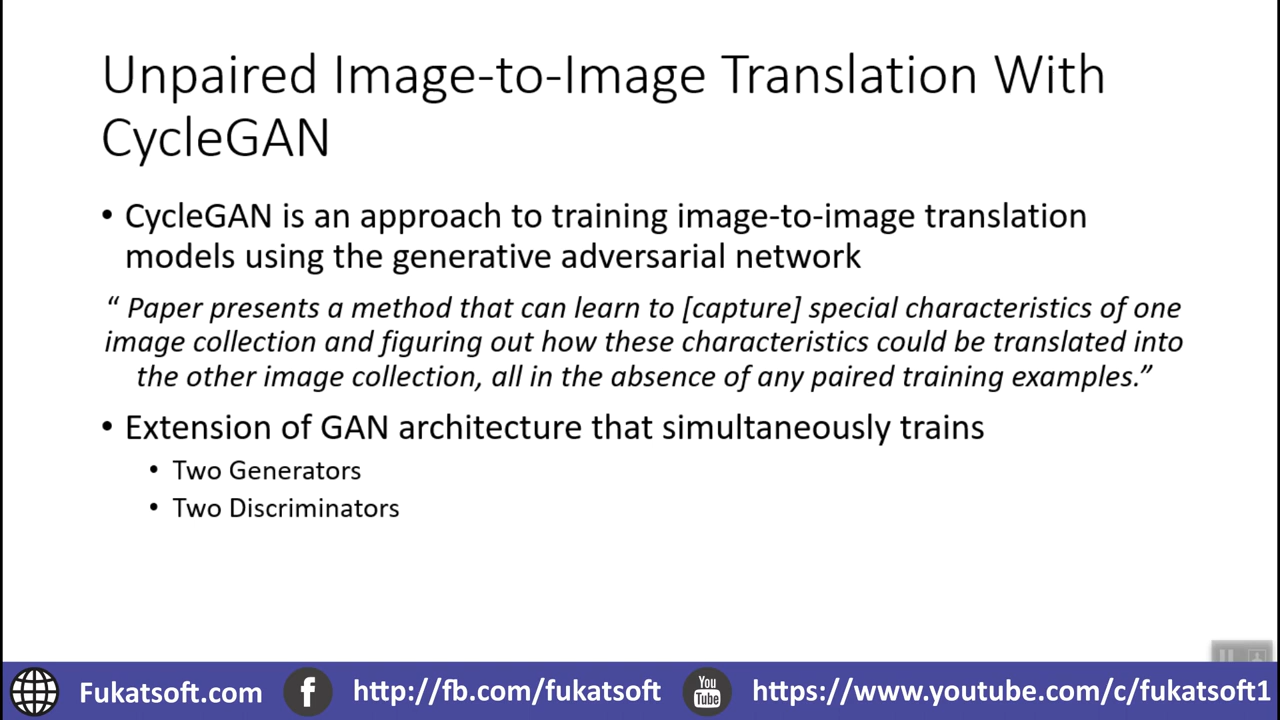 Unpaired Image-to-Image Translation With
CycleGAN
• CycleGAN is an approach to training image-to-image translation
models using the generative adversarial network
“ Paper presents a method that can learn to [capture] special characteristics of one
image collection and figuring out how these characteristics could be translated into
the other image collection, all in the absence of any paired training examples.”
• Extension of GAN architecture that simultaneously trains
• Two Generators
• Two Discriminators
Fukatsoft.com f http://fb.com/fukatsoft You Tube https://www.youtube.com/c/fukatsoft1